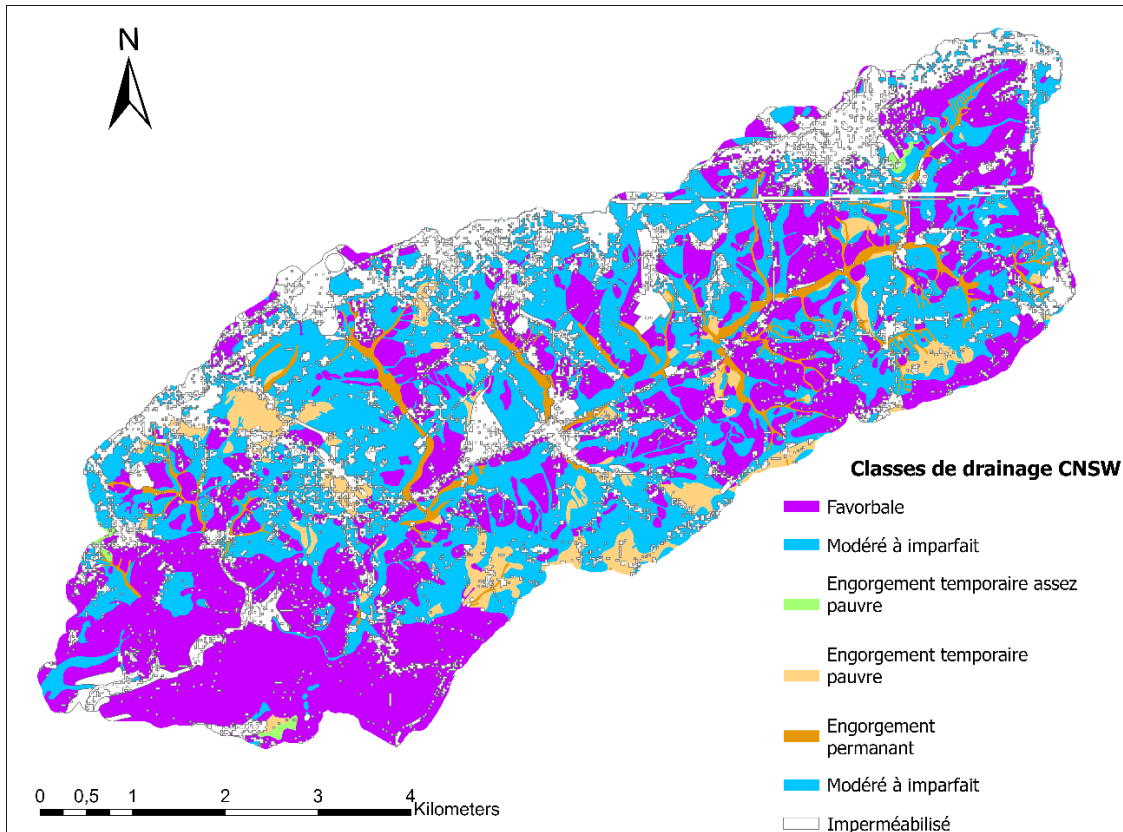 N
Classes de drainage CNSW
Favorbale
Modéré à imparfait
Engorgement temporaire assez
pauvre
Engorgement temporaire
pauvre
Engorgement
permanant
Modéré à imparfait
Imperméabilisé
0 0,5 1 2 3 4
Kilometers